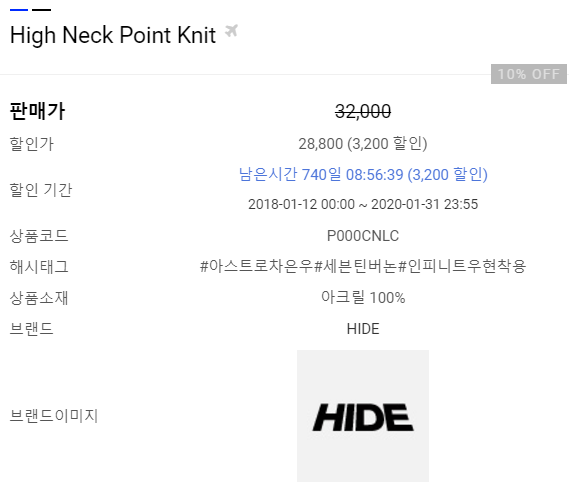 High Neck Point Knit
10% OFF
판매가 32,000
할인가 28,800 (3,200 할인)
할인 기간 남은시간 740일 08:56:39 (3,200 할인)
2018-01-12 00:00 ~ 2020-01-31 23:55
상품코드 P000CNLC
해시태그 #아스트로차은우#세븐틴버논#인피니트우현착용
상품소재 아크릴 100%
브랜드 HIDE
브랜드이미지 HIDE